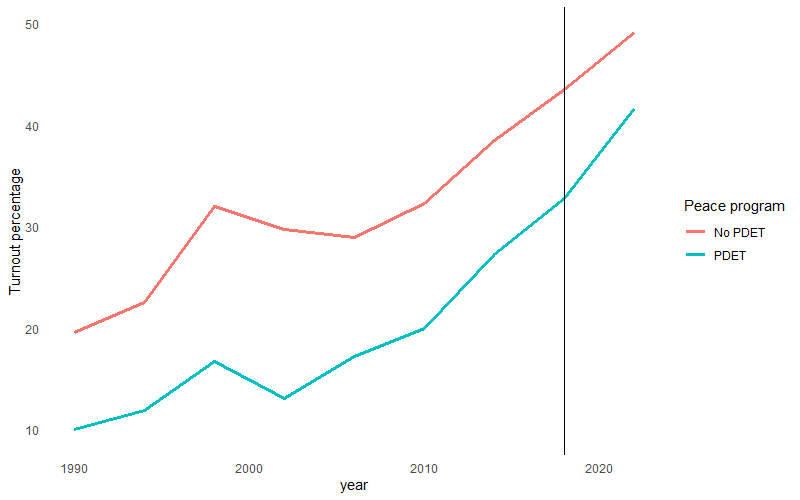 50
40
30
20
10
Turnout percentage
1990 2000 2010 2020
year
Peace program
No PDET
PDET